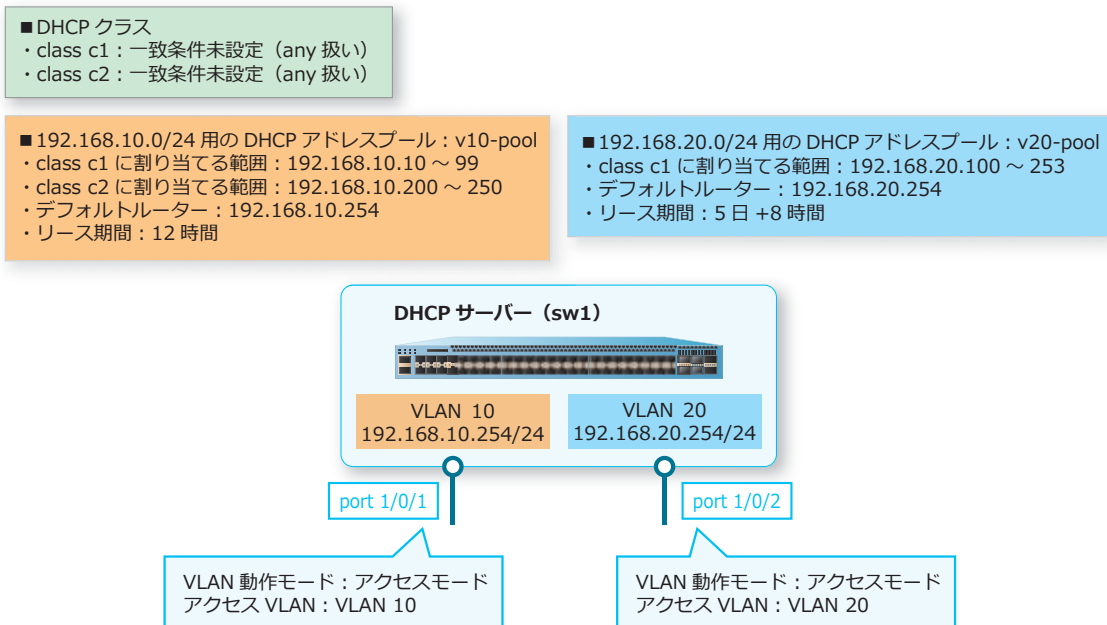 ■DHCP クラス
・class c1：一致条件未設定（any 扱い）
・class c2：一致条件未設定（any 扱い）
■192.168.10.0/24 用の DHCP アドレスプール：v10-pool
・class c1 に割り当てる範囲：192.168.10.10 ～ 99
・class c2 に割り当てる範囲：192.168.10.200 ～ 250
・デフォルトルーター：192.168.10.254
・リース期間：12 時間
■192.168.20.0/24 用の DHCP アドレスプール：v20-pool
・class c1 に割り当てる範囲：192.168.20.100 ～ 253
・デフォルトルーター：192.168.20.254
・リース期間：5 日 +8 時間
DHCP サーバー（sw1）
VLAN 10
192.168.10.254/24
VLAN 20
192.168.20.254/24
port 1/0/1
port 1/0/2
VLAN 動作モード：アクセスモード
アクセス VLAN：VLAN 10
VLAN 動作モード：アクセスモード
アクセス VLAN：VLAN 20